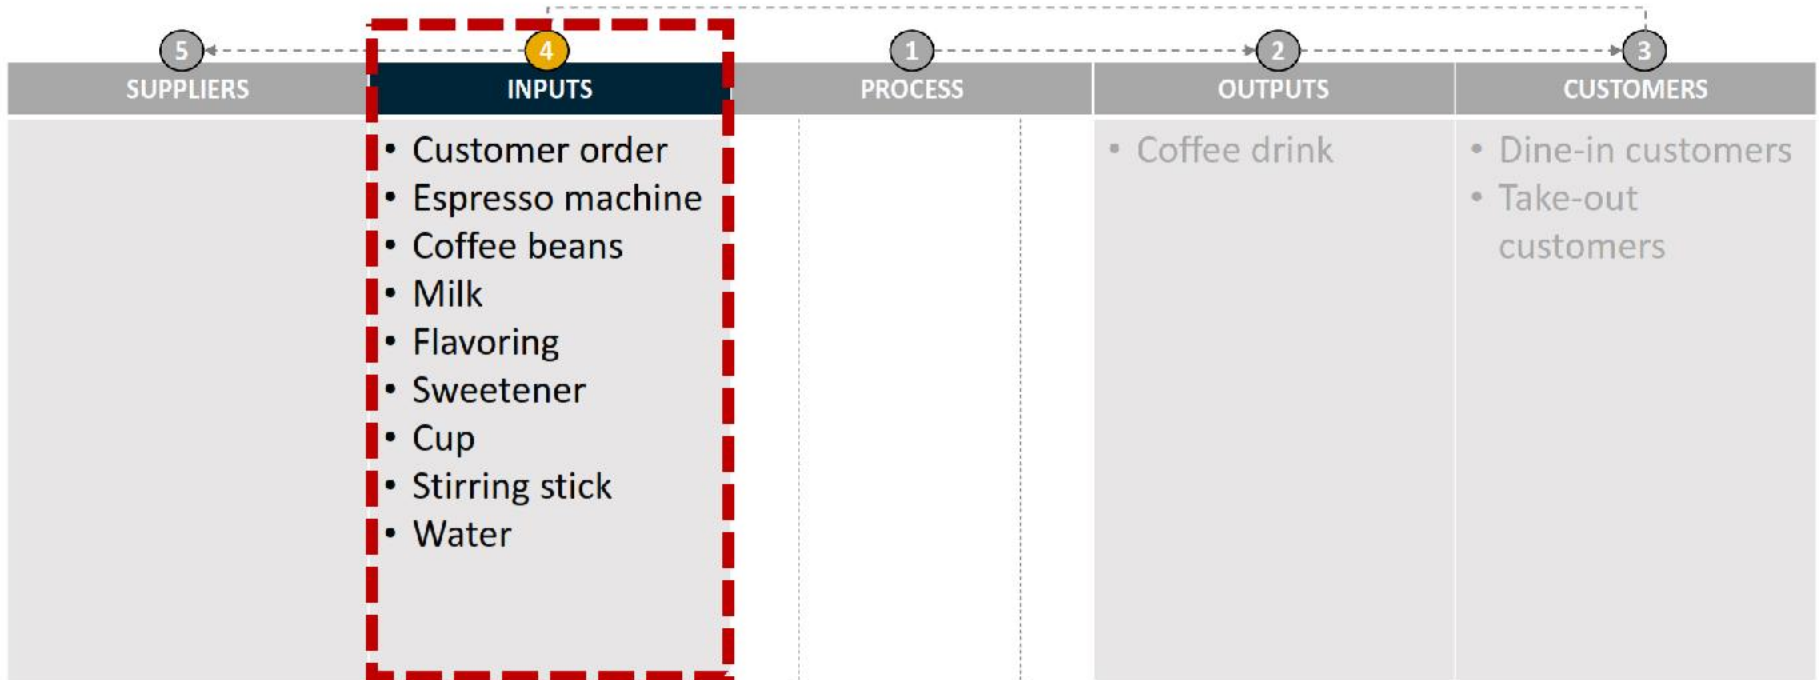 5
4
1
2
3
SUPPLIERS
INPUTS
PROCESS
OUTPUTS
CUSTOMERS
• Customer order
• Espresso machine
• Coffee beans
• Milk
• Flavoring
• Sweetener
• Cup
• Stirring stick
• Water
• Coffee drink
• Dine-in customers
• Take-out
customers